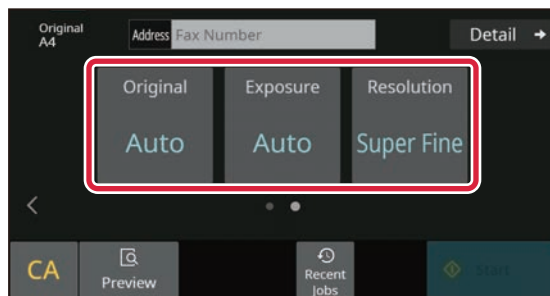 Original
A4
Address Fax Number
Detail
Original Exposure Resolution
Auto Auto Super Fine
CA
Preview
Recent
Jobs
Start